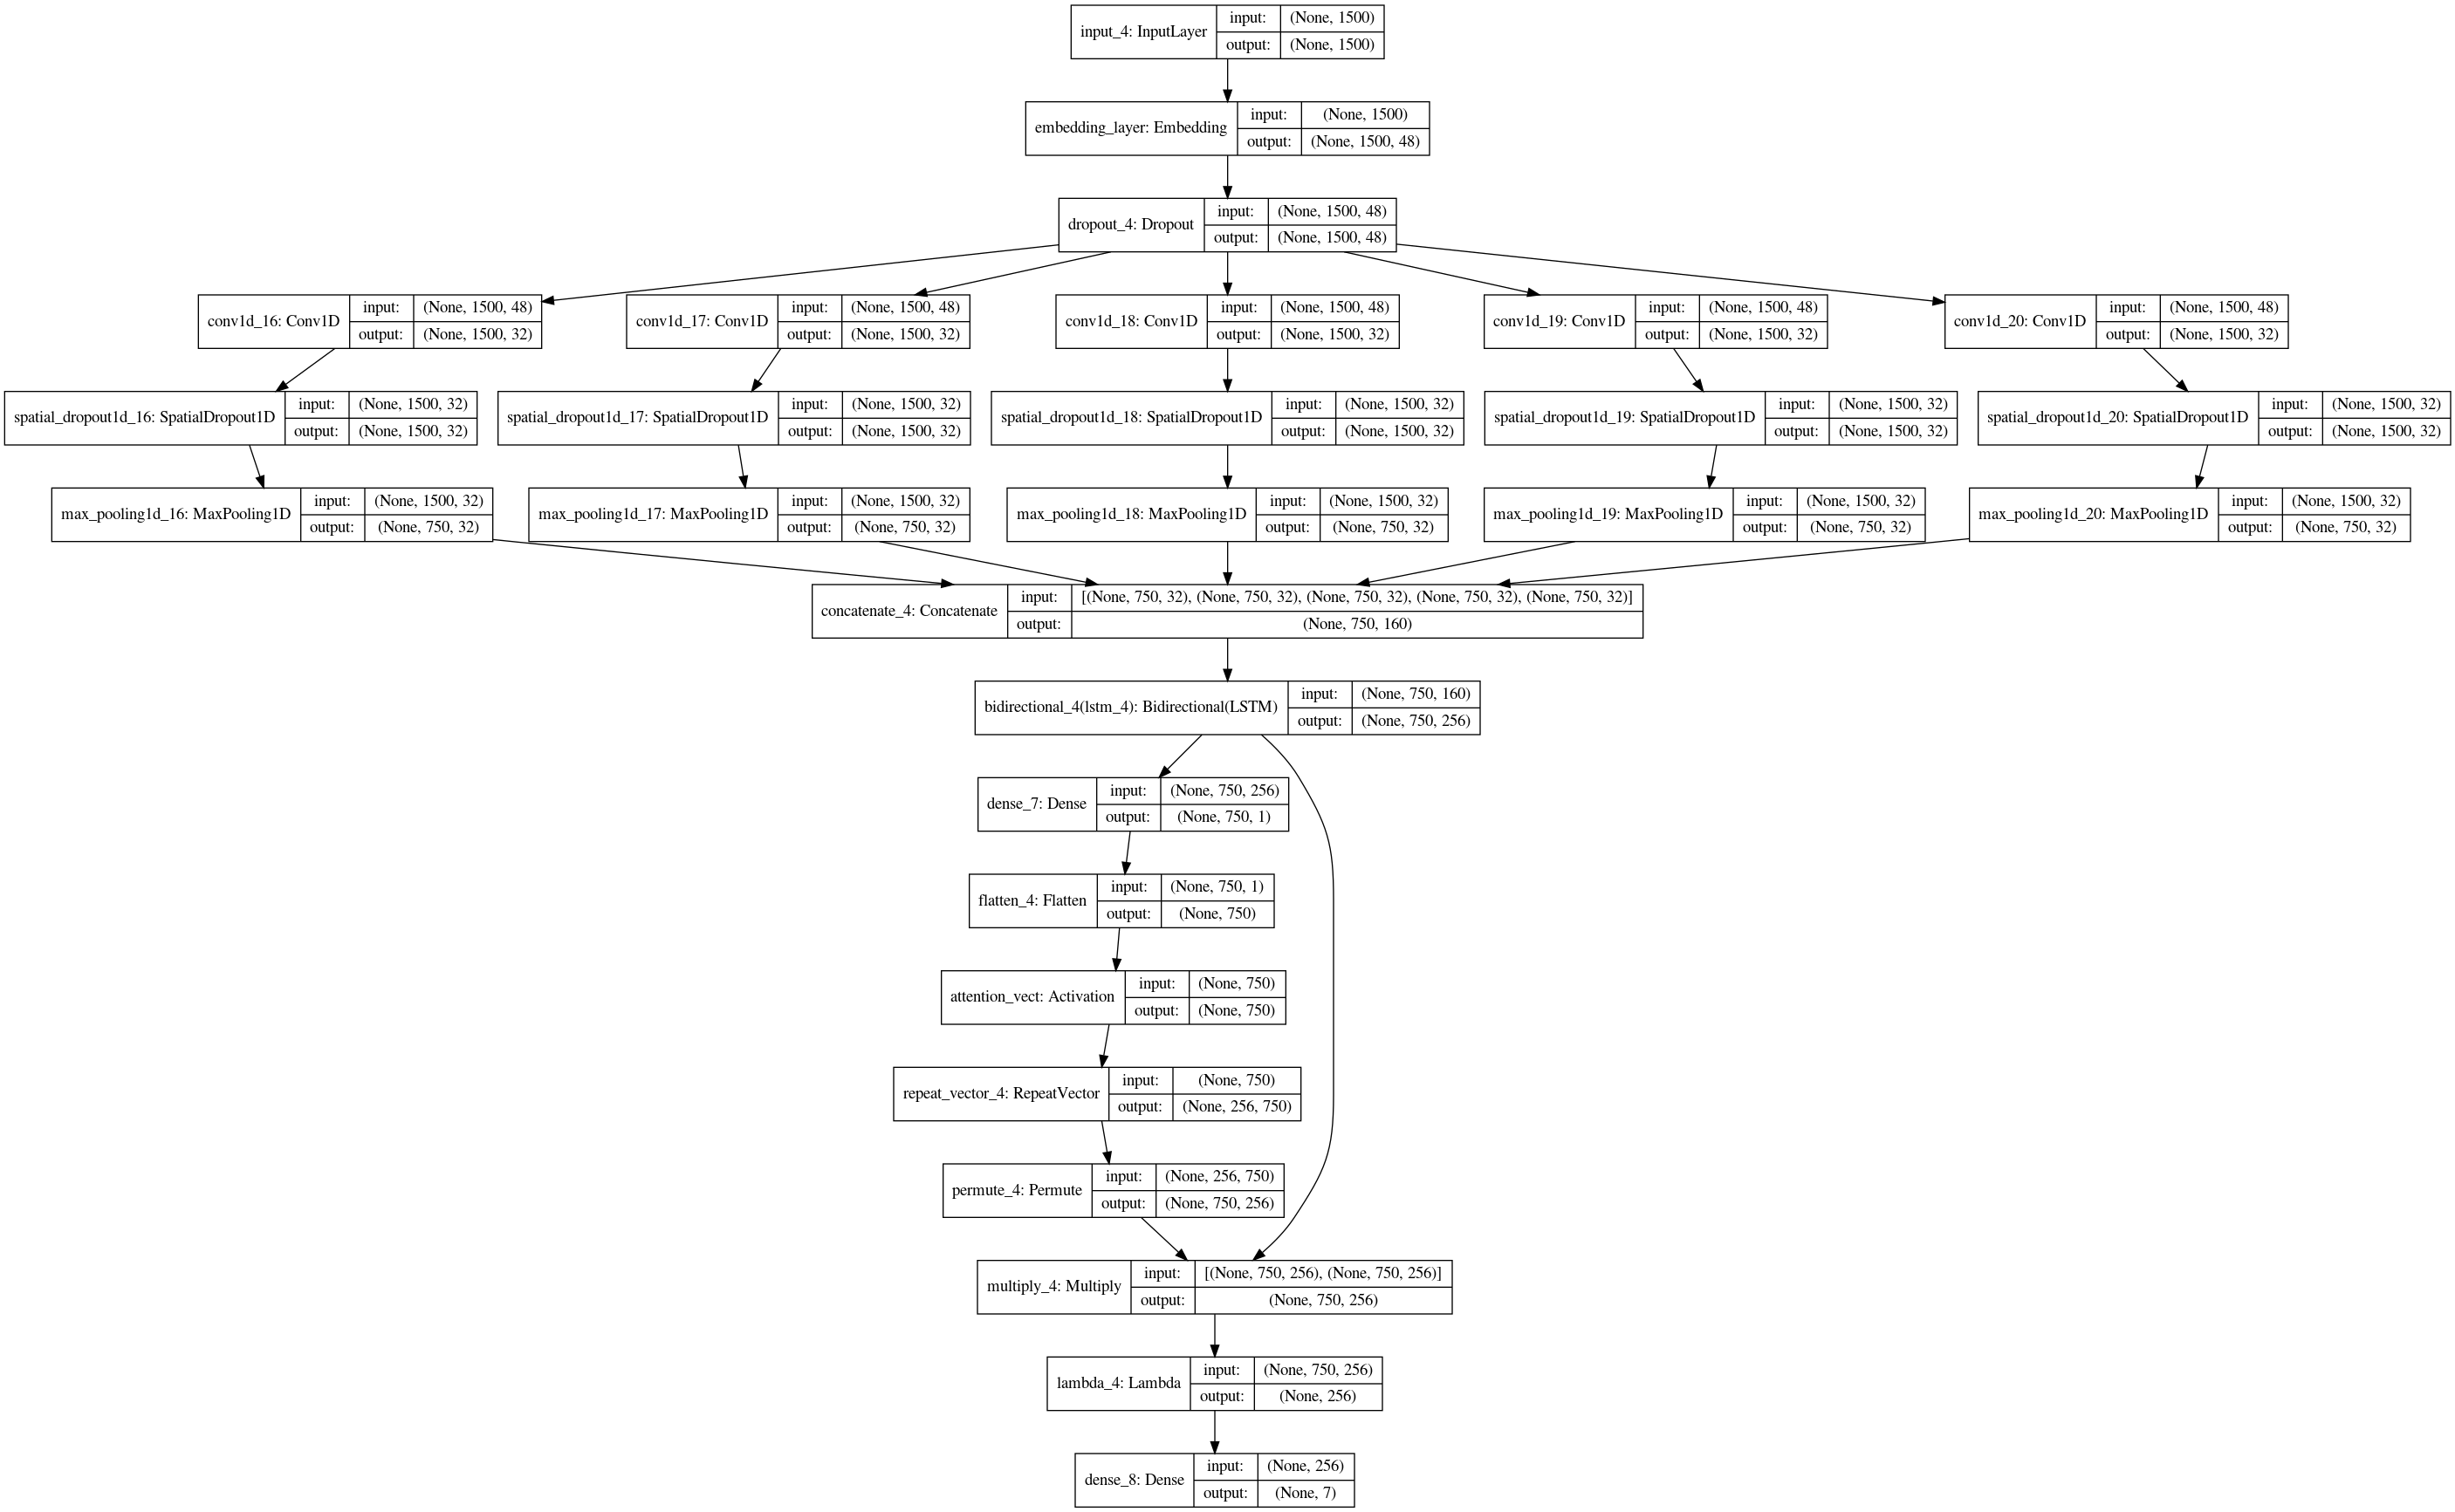 input_4: InputLayer
input: (None, 1500)
output: (None, 1500)
embedding_layer: Embedding
input: (None, 1500)
output: (None, 1500, 48)
dropout_4: Dropout
input: (None, 1500, 48)
output: (None, 1500, 48)
conv1d_16: Conv1D
input: (None, 1500, 48)
output: (None, 1500, 32)
conv1d_17: Conv1D
input: (None, 1500, 48)
output: (None, 1500, 32)
conv1d_18: Conv1D
input: (None, 1500, 48)
output: (None, 1500, 32)
conv1d_19: Conv1D
input: (None, 1500, 48)
output: (None, 1500, 32)
conv1d_20: Conv1D
input: (None, 1500, 48)
output: (None, 1500, 32)
spatial_dropout1d_16: SpatialDropout1D
input: (None, 1500, 32)
output: (None, 1500, 32)
spatial_dropout1d_17: SpatialDropout1D
input: (None, 1500, 32)
output: (None, 1500, 32)
spatial_dropout1d_18: SpatialDropout1D
input: (None, 1500, 32)
output: (None, 1500, 32)
spatial_dropout1d_19: SpatialDropout1D
input: (None, 1500, 32)
output: (None, 1500, 32)
spatial_dropout1d_20: SpatialDropout1D
input: (None, 1500, 32)
output: (None, 1500, 32)
max_pooling1d_16: MaxPooling1D
input: (None, 1500, 32)
output: (None, 750, 32)
max_pooling1d_17: MaxPooling1D
input: (None, 1500, 32)
output: (None, 750, 32)
max_pooling1d_18: MaxPooling1D
input: (None, 1500, 32)
output: (None, 750, 32)
max_pooling1d_19: MaxPooling1D
input: (None, 1500, 32)
output: (None, 750, 32)
max_pooling1d_20: MaxPooling1D
input: (None, 1500, 32)
output: (None, 750, 32)
concatenate_4: Concatenate
input: [(None, 750, 32), (None, 750, 32), (None, 750, 32), (None, 750, 32), (None, 750, 32)]
output: (None, 750, 160)
bidirectional_4(lstm_4): Bidirectional(LSTM)
input: (None, 750, 160)
output: (None, 750, 256)
dense_7: Dense
input: (None, 750, 256)
output: (None, 750, 1)
flatten_4: Flatten
input: (None, 750, 1)
output: (None, 750)
attention_vect: Activation
input: (None, 750)
output: (None, 750)
repeat_vector_4: RepeatVector
input: (None, 750)
output: (None, 256, 750)
permute_4: Permute
input: (None, 256, 750)
output: (None, 750, 256)
multiply_4: Multiply
input: [(None, 750, 256), (None, 750, 256)]
output: (None, 750, 256)
lambda_4: Lambda
input: (None, 750, 256)
output: (None, 256)
dense_8: Dense
input: (None, 256)
output: (None, 7)